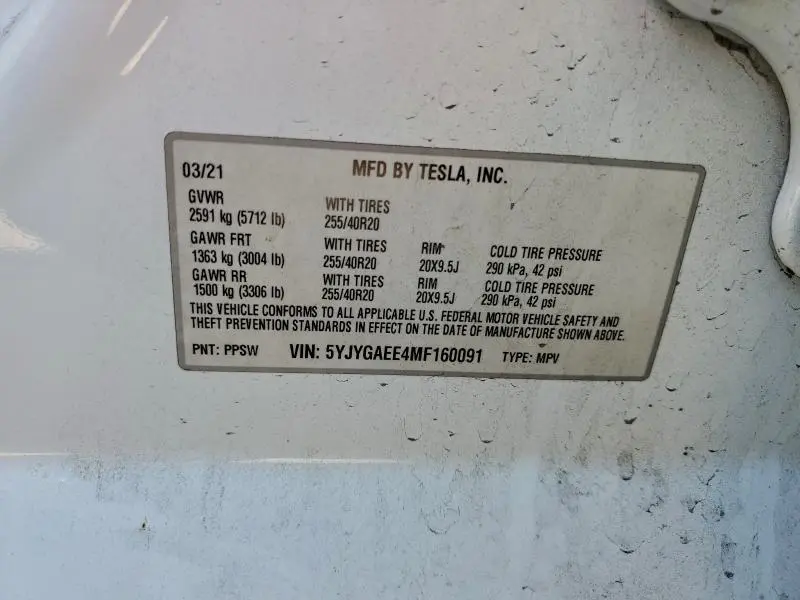 03/21 MFD BY TESLA, INC.
GVWR
2591 kg (5712 lb) WITH TIRES 255/40R20
GAWR FRT WITH TIRES RIM COLD TIRE PRESSURE
1363 kg (3004 lb) 255/40R20 20X9.5J 290 kPa, 42 psi
GAWR RR WITH TIRES RIM COLD TIRE PRESSURE
1500 kg (3306 lb) 255/40R20 20X9.5J 290 kPa, 42 psi
THIS VEHICLE CONFORMS TO ALL APPLICABLE U.S. FEDERAL MOTOR VEHICLE SAFETY AND
THEFT PREVENTION STANDARDS IN EFFECT ON THE DATE OF MANUFACTURE SHOWN ABOVE.
PNT: PPSW VIN: 5YJYGAEE4MF160091 TYPE: MPV